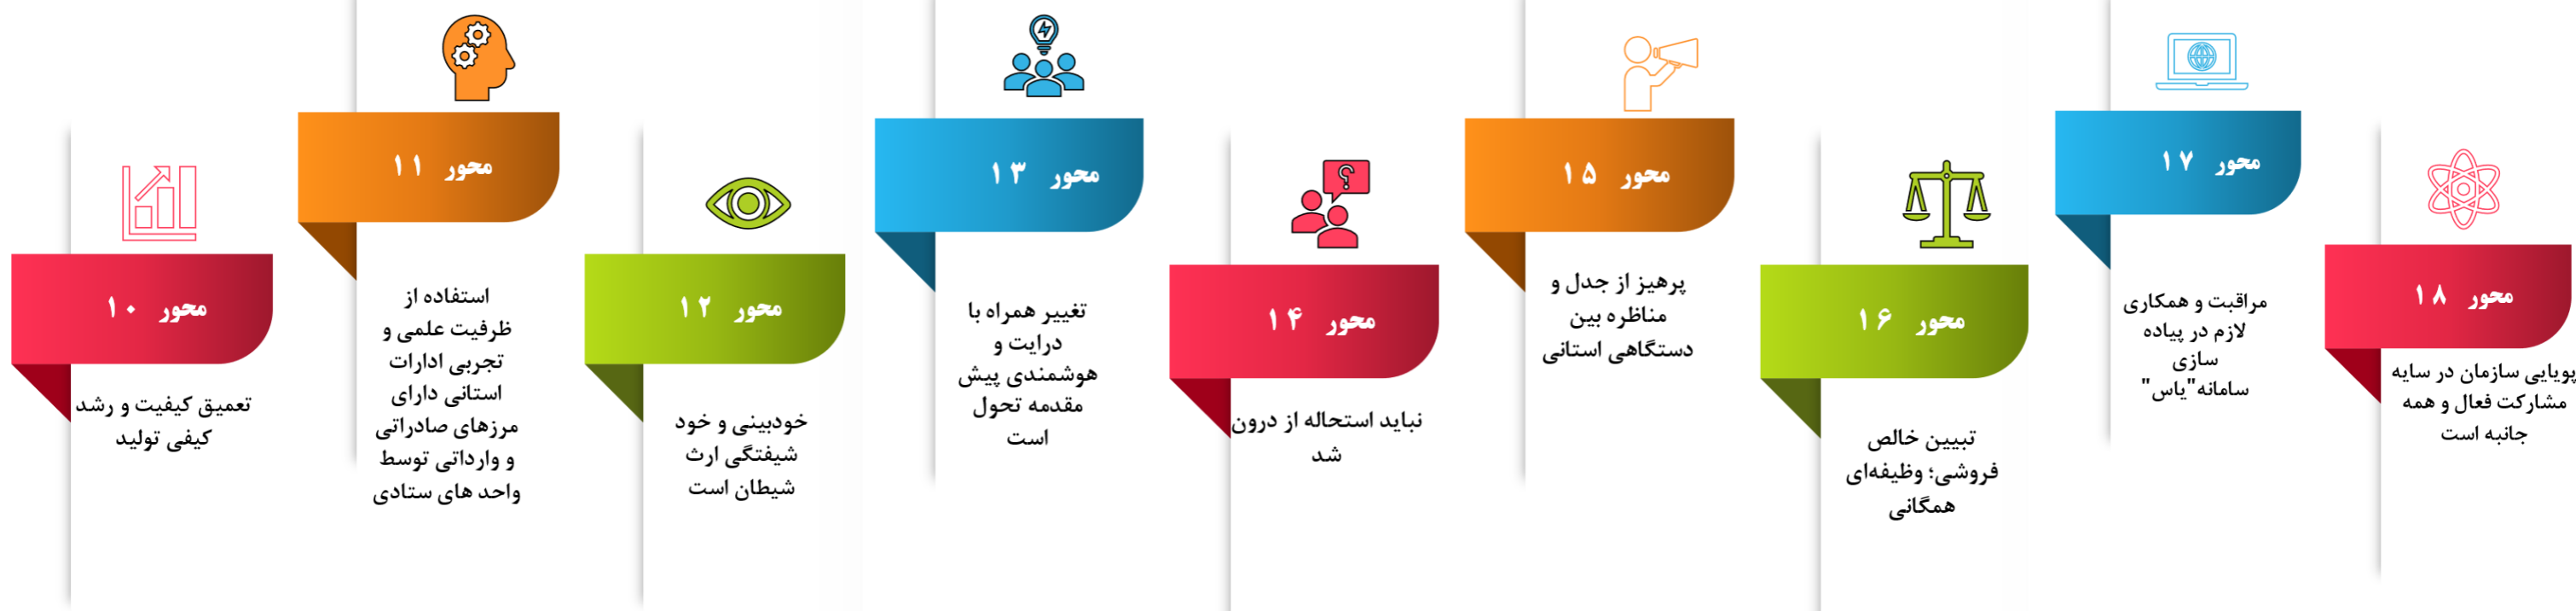 محور ۱۰
تعمیق کیفیت و رشد
کیفی تولید
محور ۱۱
استفاده از
ظرفیت علمی و
تجربی ادارات
استانی دارای
مرزهای صادراتی
و وارداتی توسط
واحد های ستادی
محور ۱۲
خودبینی و خود
شیفتگی ارث
شیطان است
محور ۱۳
تغییر همراه با
درایت و
هوشمندی پیش
مقدمه تحول
است
محور ۱۴
نباید استحاله از درون
شد
محور ۱۵
پرهیز از جدل و
مناظره بین
دستگاهی استانی
محور ۱۶
تبیین خالص
فروشی؛ وظیفه‌ای
همگانی
محور ۱۷
مراقبت و همکاری
لازم در پیاده
سازی
سامانه"یاس"
محور ۱۸
پویایی سازمان در سایه
مشارکت فعال و همه
جانبه است